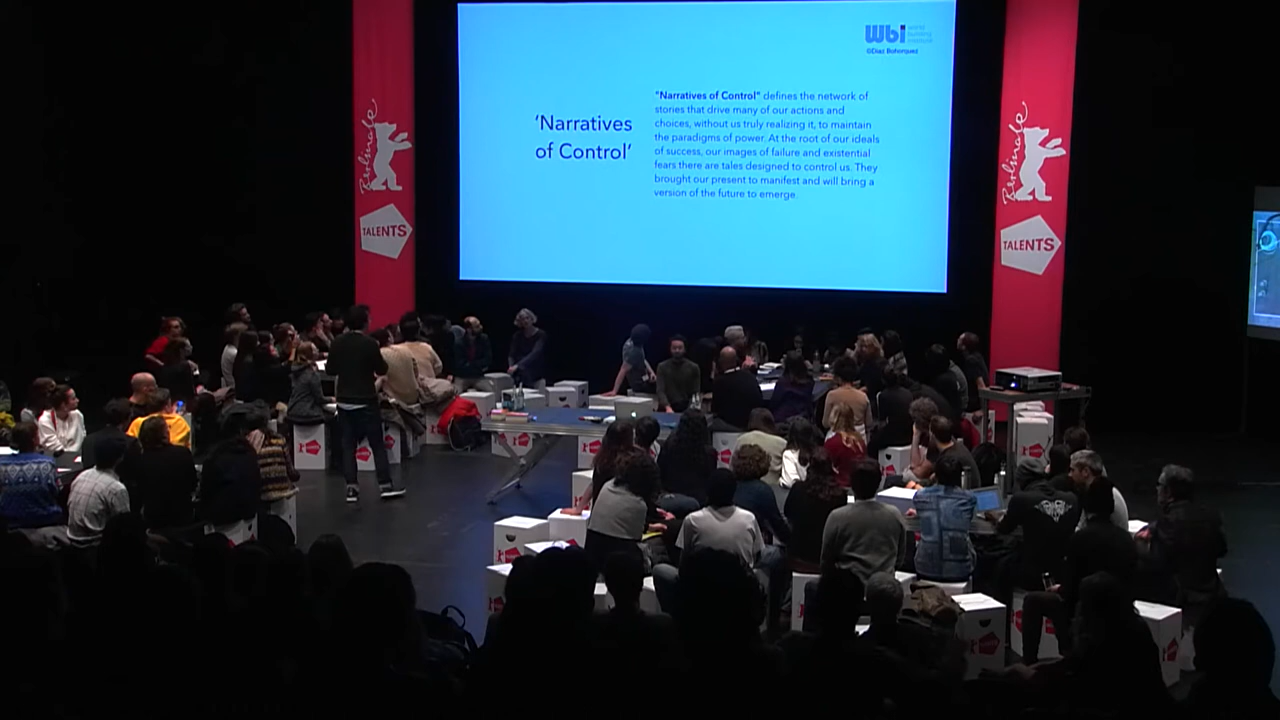 Wbi
©Diaz Bohorquez
'Narratives
of Control'
"Narratives of Control" defines the network of
stories that drive many of our actions and
choices, without us truly realizing it, to maintain
the paradigms of power. At the root of our ideals
of success, our images of failure and existential
fears there are tales designed to control us. They
brought our present to manifest and will bring a
version of the future to emerge.
Berlinale
TALENTS
Berlinale
TALENTS